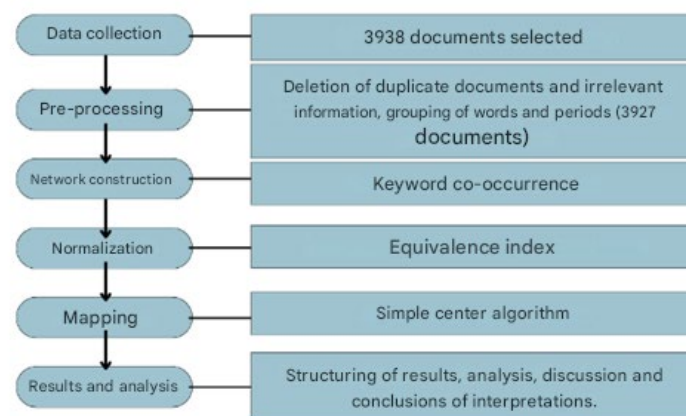 Data collection
3938 documents selected
Pre-processing
Deletion of duplicate documents and irrelevant
information, grouping of words and periods (3927
documents)
Network construction
Keyword co-occurrence
Normalization
Equivalence index
Mapping
Simple center algorithm
Results and analysis
Structuring of results, analysis, discussion and
conclusions of interpretations.